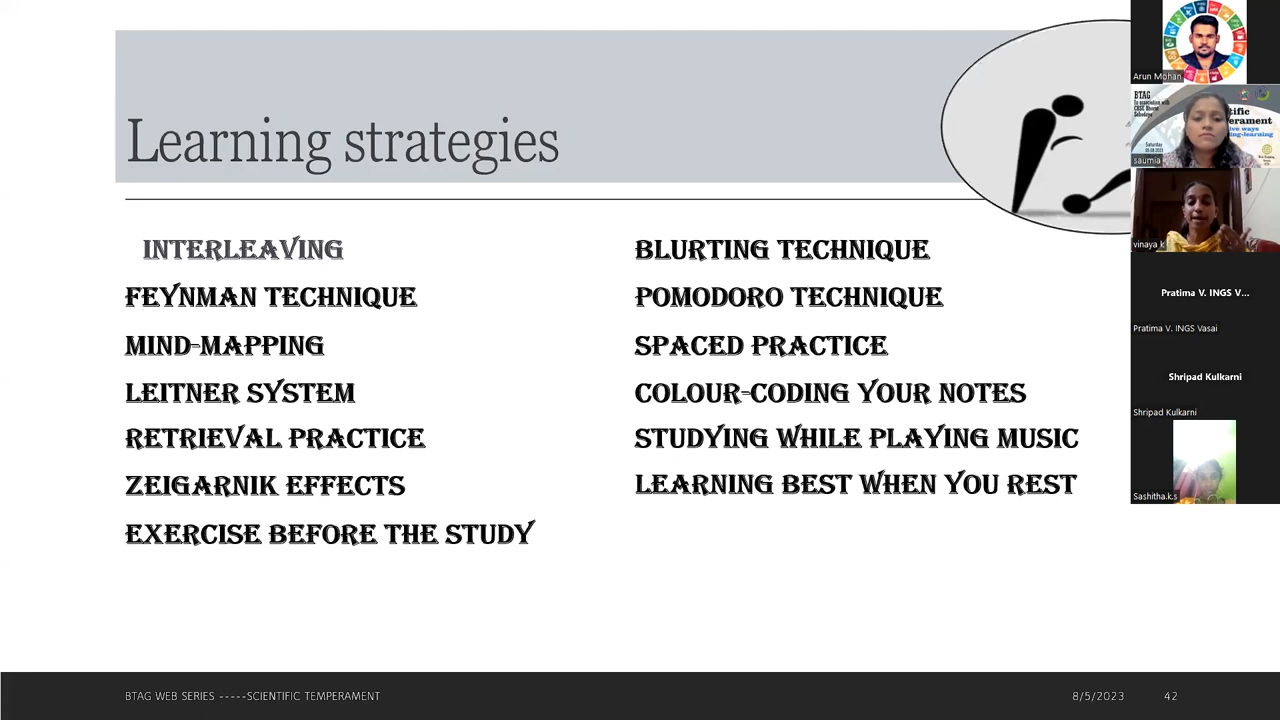 Learning strategies
INTERLEAVING
FEYNMAN TECHNIQUE
MIND-MAPPING
LEITNER SYSTEM
RETRIEVAL PRACTICE
ZEIGARNIK EFFECTS
EXERCISE BEFORE THE STUDY
BLURTING TECHNIQUE
POMODORO TECHNIQUE
SPACED PRACTICE
COLOUR-CODING YOUR NOTES
STUDYING WHILE PLAYING MUSIC
LEARNING BEST WHEN YOU REST
BTAG WEB SERIES -----SCIENTIFIC TEMPERAMENT
8/5/2023
42
Arun Mohan
BTAG
saumia
vinaya k
Pratima V. INGS V...
Pratima V. INGS Vasai
Shripad Kulkarni
Shripad Kulkarni
Sashitha.k.s